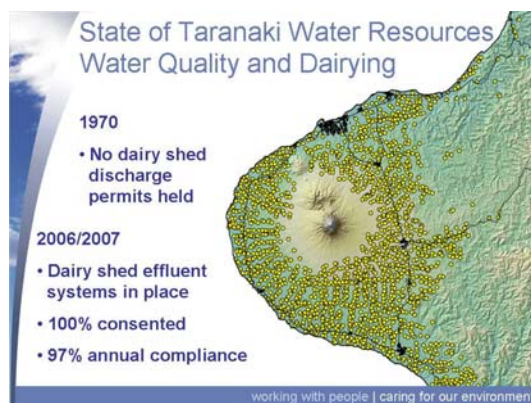 State of Taranaki Water Resources
Water Quality and Dairying
1970
• No dairy shed
discharge
permits held
2006/2007
• Dairy shed effluent
systems in place
• 100% consented
• 97% annual compliance
working with people | caring for our environment